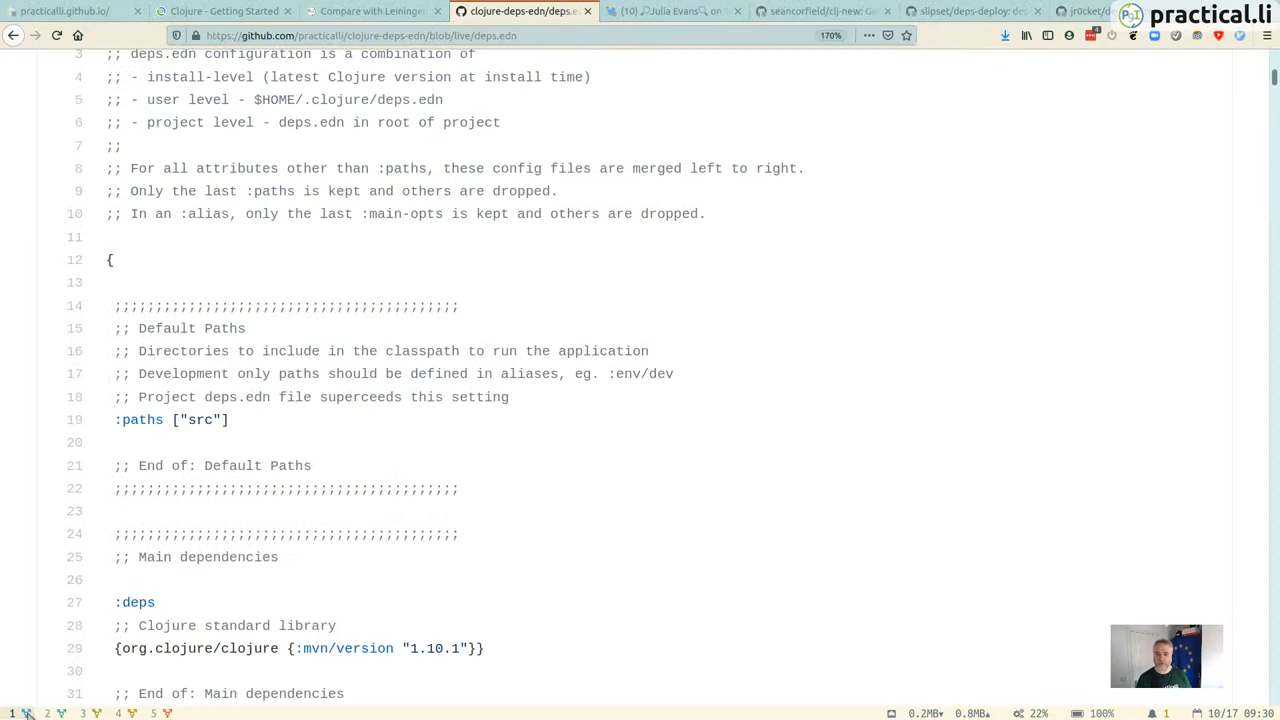 practicalli.github.io/
Clojure - Getting Started
Compare with Leininge
clojure-deps-edn/deps.e
(10) Julia Evans on
seancorfield/clj-new: Ge
slipset/deps-deploy: de
jr0cket/de
practical.li
https://github.com/practicalli/clojure-deps-edn/blob/live/deps.edn
170%
3 ;; deps.edn configuration is a combination of
4 ;; - install-level (latest Clojure version at install time)
5 ;; - user level - $HOME/.clojure/deps.edn
6 ;; - project level - deps.edn in root of project
7 ;;
8 ;; For all attributes other than :paths, these config files are merged left to right.
9 ;; Only the last :paths is kept and others are dropped.
10 ;; In an :alias, only the last :main-opts is kept and others are dropped.
11
12 {
13
14 ;;;;;;;;;;;;;;;;;;;;;;;;;;;;;;;;;;;;;;;;;;
15 ;; Default Paths
16 ;; Directories to include in the classpath to run the application
17 ;; Development only paths should be defined in aliases, eg. :env/dev
18 ;; Project deps.edn file superceeds this setting
19 :paths ["src"]
20
21 ;; End of: Default Paths
22 ;;;;;;;;;;;;;;;;;;;;;;;;;;;;;;;;;;;;;;;;;;
23
24 ;;;;;;;;;;;;;;;;;;;;;;;;;;;;;;;;;;;;;;;;;;
25 ;; Main dependencies
26
27 :deps
28 ;; Clojure standard library
29 {org.clojure/clojure {:mvn/version "1.10.1"}}
30
31 ;; End of: Main dependencies
1 2 3 4 5 0.2MB 0.8MB 22% 100% 1 10/17 09:30